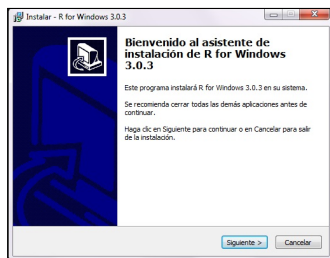 Instalar - R for Windows 3.0.3
Bienvenido al asistente de
instalación de R for Windows
3.0.3
Este programa instalará R for Windows 3.0.3 en su sistema.
Se recomienda cerrar todas las demás aplicaciones antes de
continuar.
Haga clic en Siguiente para continuar o en Cancelar para salir
de la instalación.
Siguiente >
Cancelar